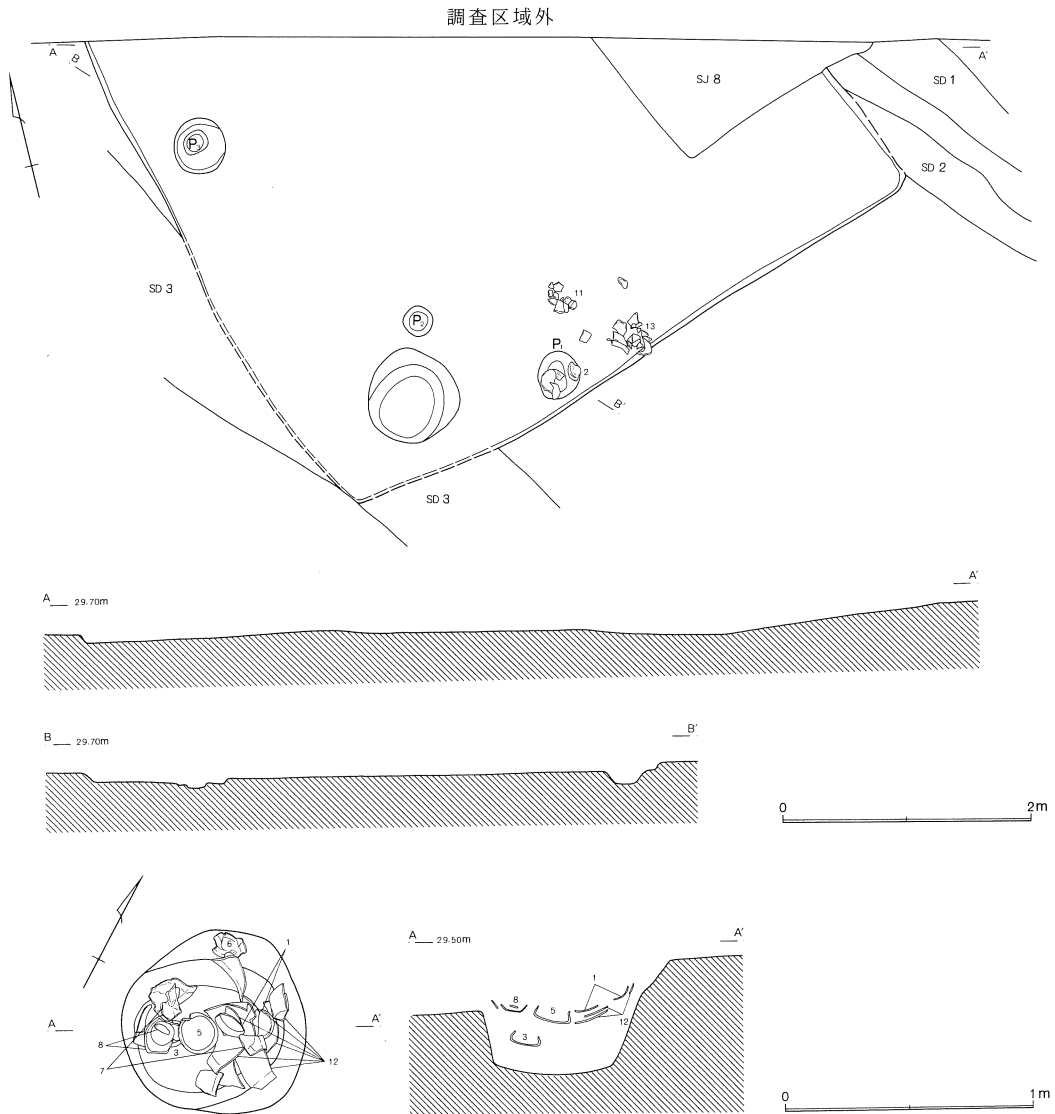 調査区域外
A
A′
B
SJ 8
SD 1
P3
SD 2
SD 3
11
P2
13
P1
2
B′
SD 3
A 29.70m A′
B 29.70m B′
0 2m
6 1
A 29.50m A′
1
8 5
12
3
A A′
5
8 3
7 12
0 1m